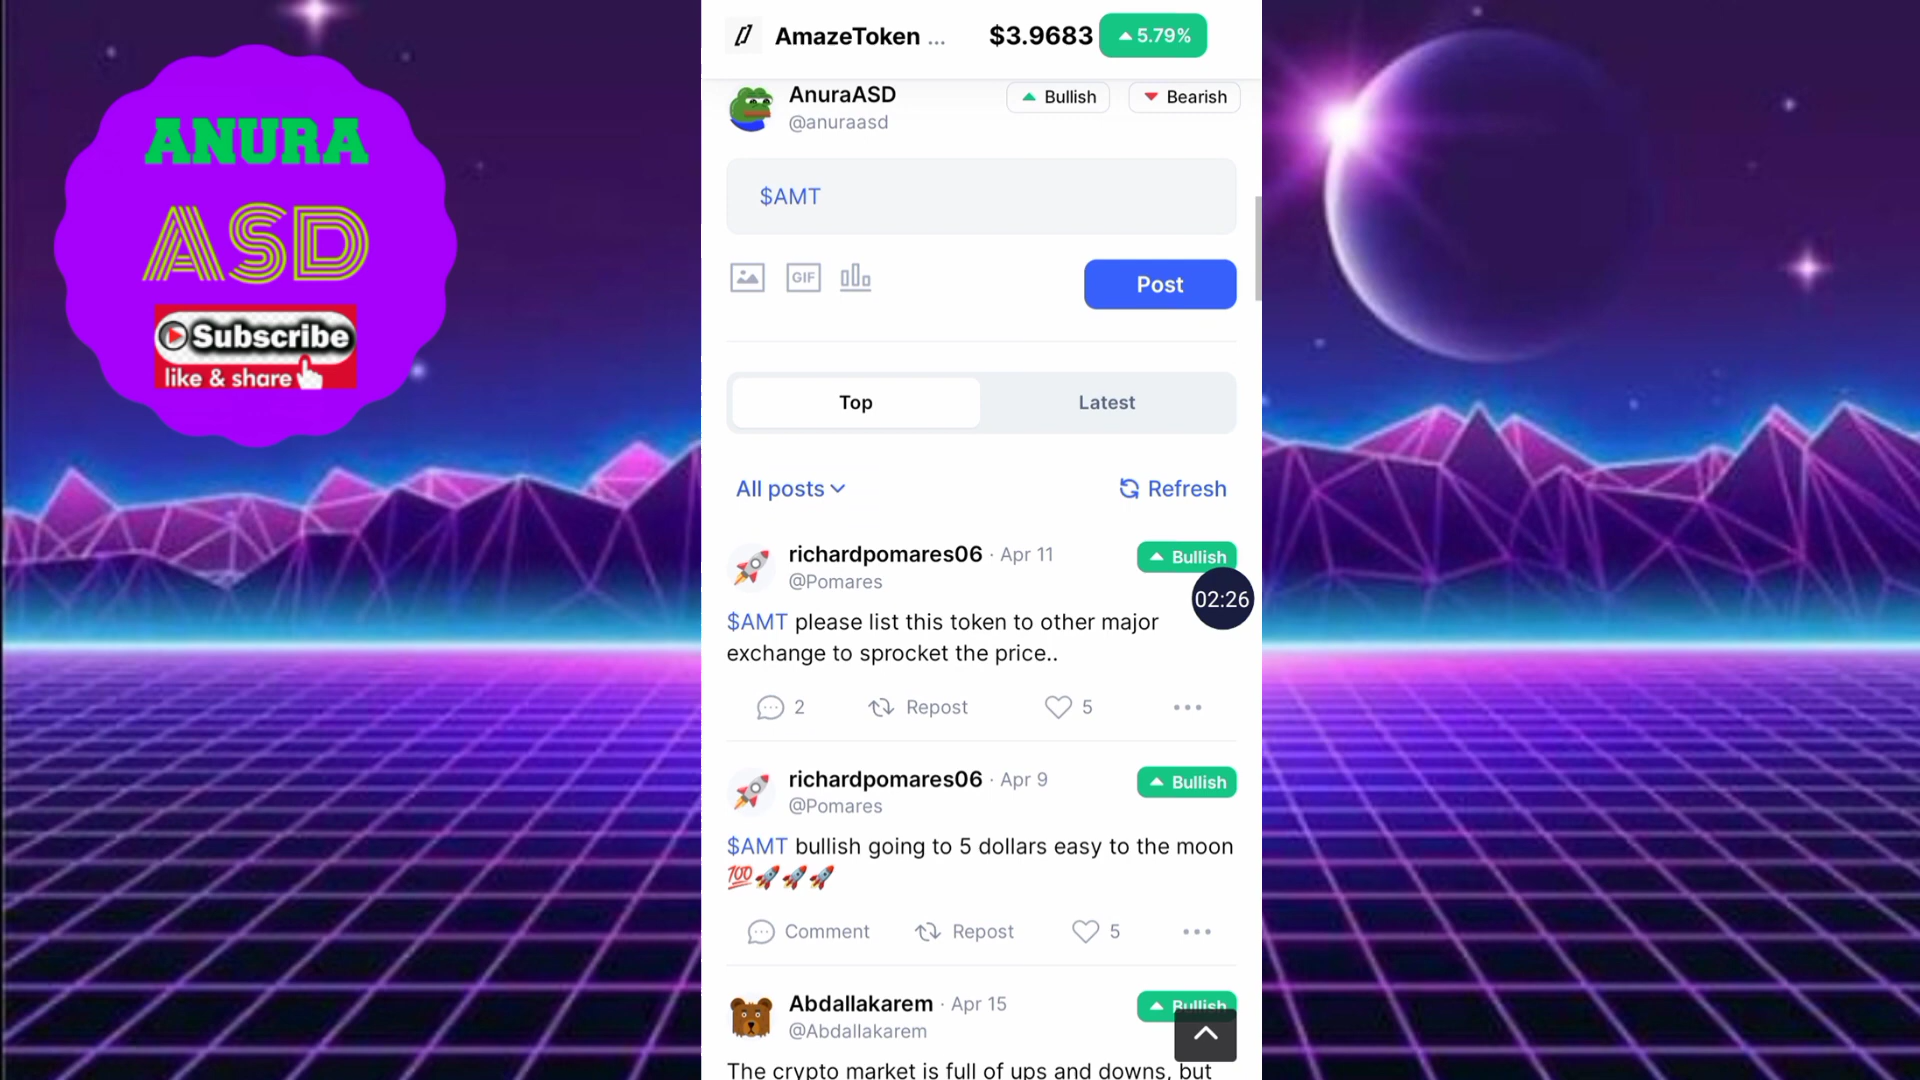 ANURA
ASD
Subscribe
like & share
AmazeToken ...
$3.9683
5.79%
AnuraASD
@anuraasd
Bullish
Bearish
$AMT
GIF
Post
Top
Latest
All posts
Refresh
richardpomares06 · Apr 11
@Pomares
Bullish
02:26
$AMT please list this token to other major
exchange to sprocket the price..
2
Repost
5
richardpomares06 · Apr 9
@Pomares
Bullish
$AMT bullish going to 5 dollars easy to the moon
💯🚀🚀🚀
Comment
Repost
5
Abdallakarem · Apr 15
@Abdallakarem
Bullish
The crypto market is full of ups and downs, but